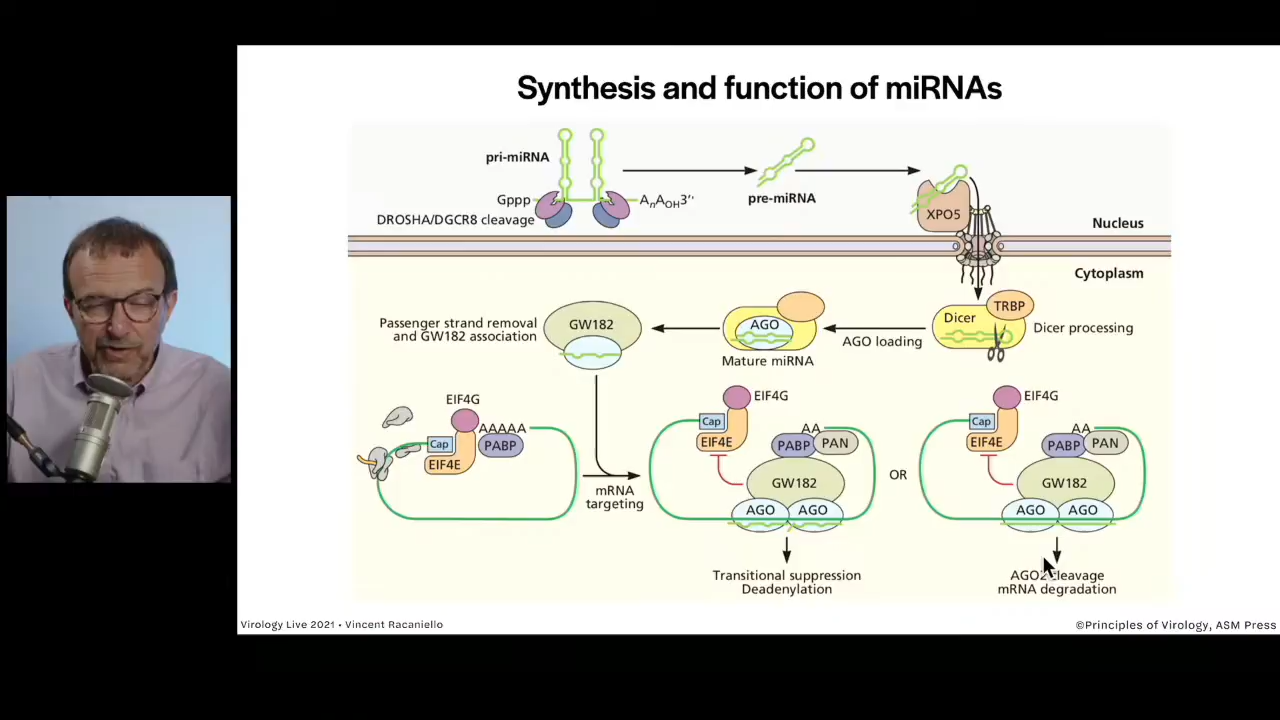 Synthesis and function of miRNAs
pri-miRNA
Gppp
AnAOH3'
DROSHA/DGCR8 cleavage
pre-miRNA
XPO5
Nucleus
Cytoplasm
Passenger strand removal
and GW182 association
GW182
AGO
Mature miRNA
AGO loading
Dicer
TRBP
Dicer processing
EIF4G
Cap
EIF4E
AAAAA
PABP
mRNA
targeting
EIF4G
Cap
EIF4E
AA
PABP
PAN
GW182
AGO
AGO
Transitional suppression
Deadenylation
OR
EIF4G
Cap
EIF4E
AA
PABP
PAN
GW182
AGO
AGO
AGO2 cleavage
mRNA degradation
Virology Live 2021 • Vincent Racaniello
©Principles of Virology, ASM Press